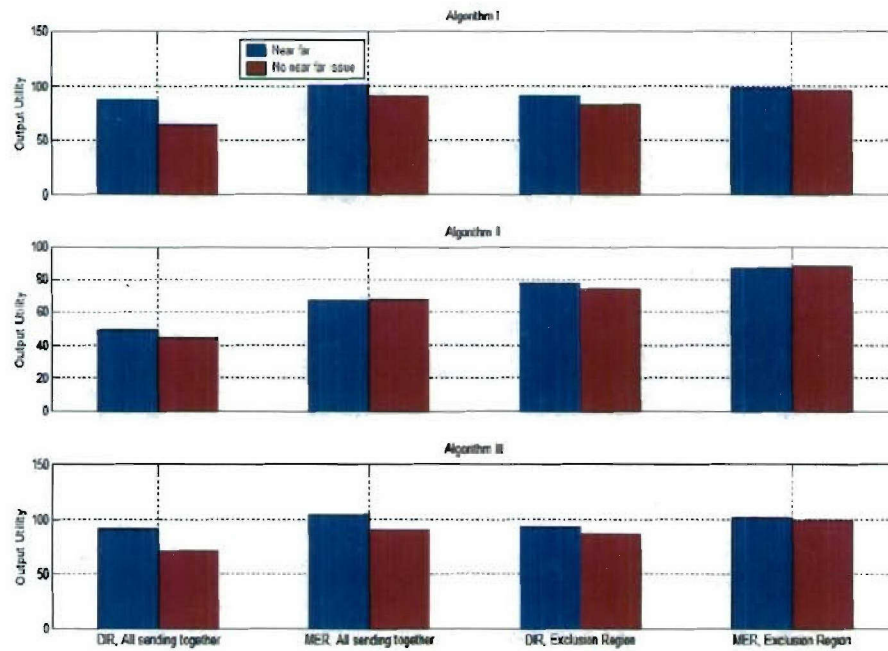 Algorithm I
150
100
50
0
Output Utility
Near far
No near far issue
Algorithm II
100
80
60
40
20
0
Output Utility
Algorithm III
150
100
50
0
Output Utility
DIR, All sending together
MER, All sending together
DIR, Exclusion Region
MER, Exclusion Region